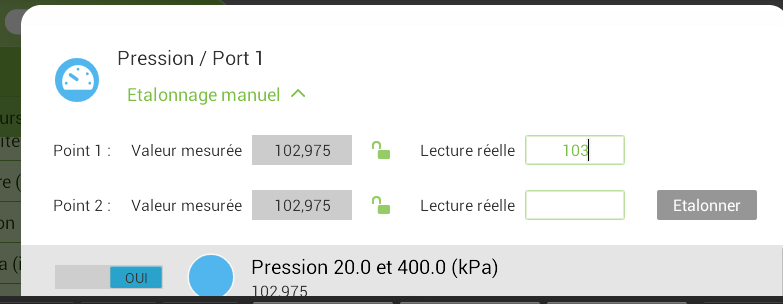 Pression / Port 1
Etalonnage manuel
Point 1 : Valeur mesurée 102,975 Lecture réelle 103
Point 2 : Valeur mesurée 102,975 Lecture réelle Etalonner
OUI Pression 20.0 et 400.0 (kPa)
102.975